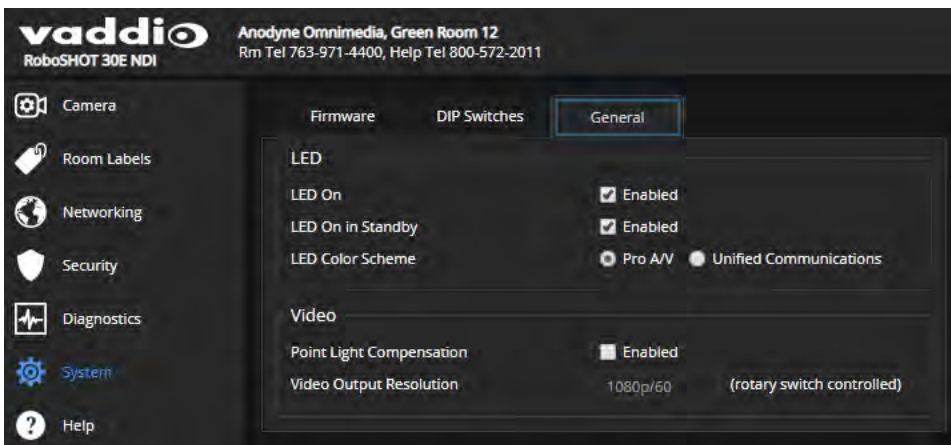 vaddio
RoboSHOT 30E NDI
Anodyne Omnimedia, Green Room 12
Rm Tel 763-971-4400, Help Tel 800-572-2011
Camera
Room Labels
Networking
Security
Diagnostics
System
Help
Firmware DIP Switches General
LED
LED On Enabled
LED On in Standby Enabled
LED Color Scheme Pro A/V Unified Communications
Video
Point Light Compensation Enabled
Video Output Resolution 1080p/60 (rotary switch controlled)